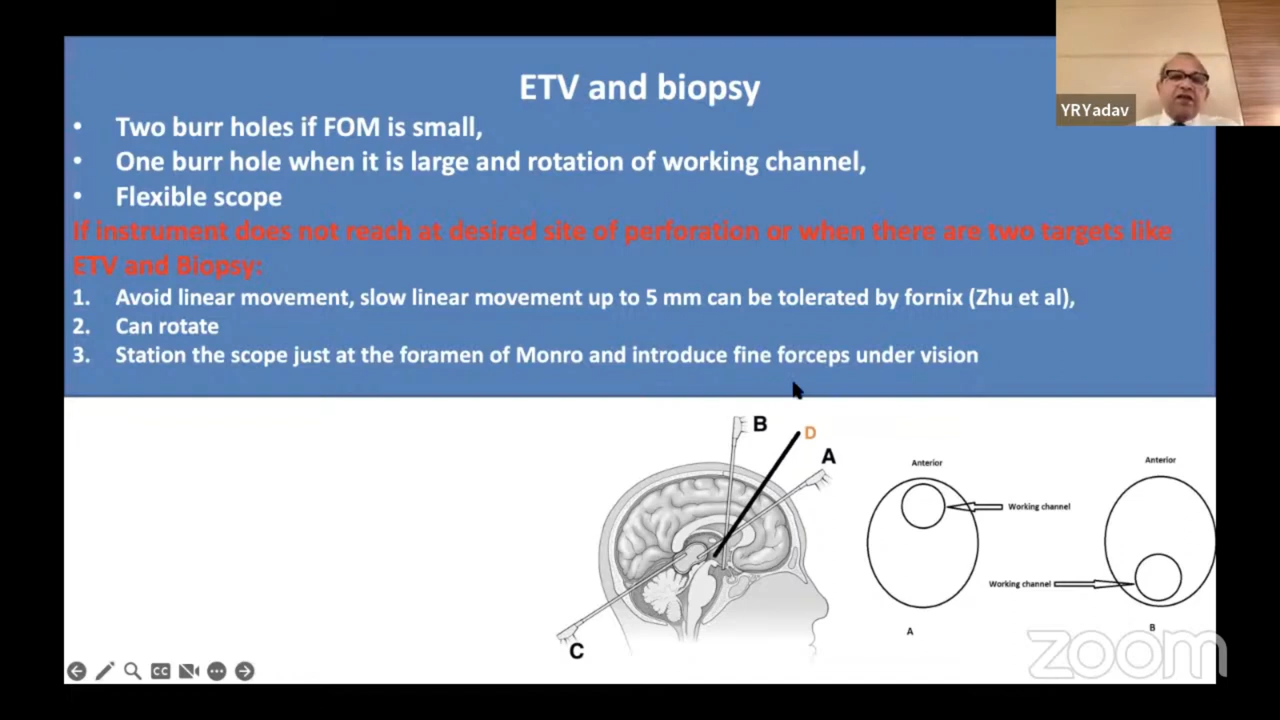 ETV and biopsy
YRYadav
• Two burr holes if FOM is small,
• One burr hole when it is large and rotation of working channel,
• Flexible scope
If instrument does not reach at desired site of perforation or when there are two targets like
ETV and Biopsy:
1. Avoid linear movement, slow linear movement up to 5 mm can be tolerated by fornix (Zhu et al),
2. Can rotate
3. Station the scope just at the foramen of Monro and introduce fine forceps under vision
B
D
A
C
Anterior
Working channel
A
Anterior
Working channel
B
CC
zoom